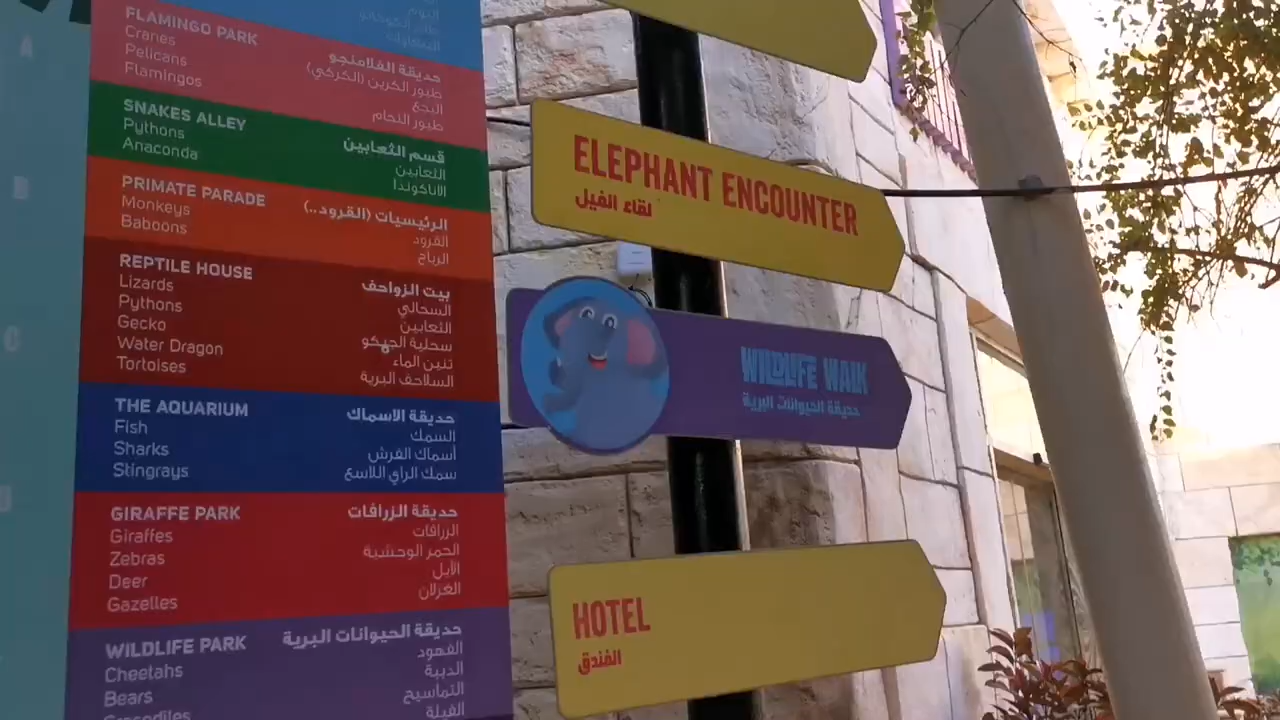 النوم
FLAMINGO PARK
حديقة الفلامنجو
Cranes
طيور الكرين (الكركي)
Pelicans
البجع
Flamingos
طيور النحام
SNAKES ALLEY
قسم الثعابين
Pythons
الثعابين
Anaconda
الاناكوندا
PRIMATE PARADE
الرئيسيات (القرود..)
Monkeys
القرود
Baboons
الرباح
REPTILE HOUSE
بيت الزواحف
Lizards
السحالي
Pythons
الثعابين
Gecko
سحلية الجيكو
Water Dragon
تنين الماء
Tortoises
السلاحف البرية
THE AQUARIUM
حديقة الاسماك
Fish
السمك
Sharks
أسماك القرش
Stingrays
سمك الراي اللاسع
GIRAFFE PARK
حديقة الزرافات
Giraffes
الزرافات
Zebras
الحمر الوحشية
Deer
الأيل
Gazelles
الغزلان
WILDLIFE PARK
حديقة الحيوانات البرية
Cheetahs
الفهود
Bears
الدببة
Crocodiles
التماسيح
الفيلة
ELEPHANT ENCOUNTER
لقاء الفيل
WILDLIFE WALK
حديقة الحيوانات البرية
HOTEL
الفندق